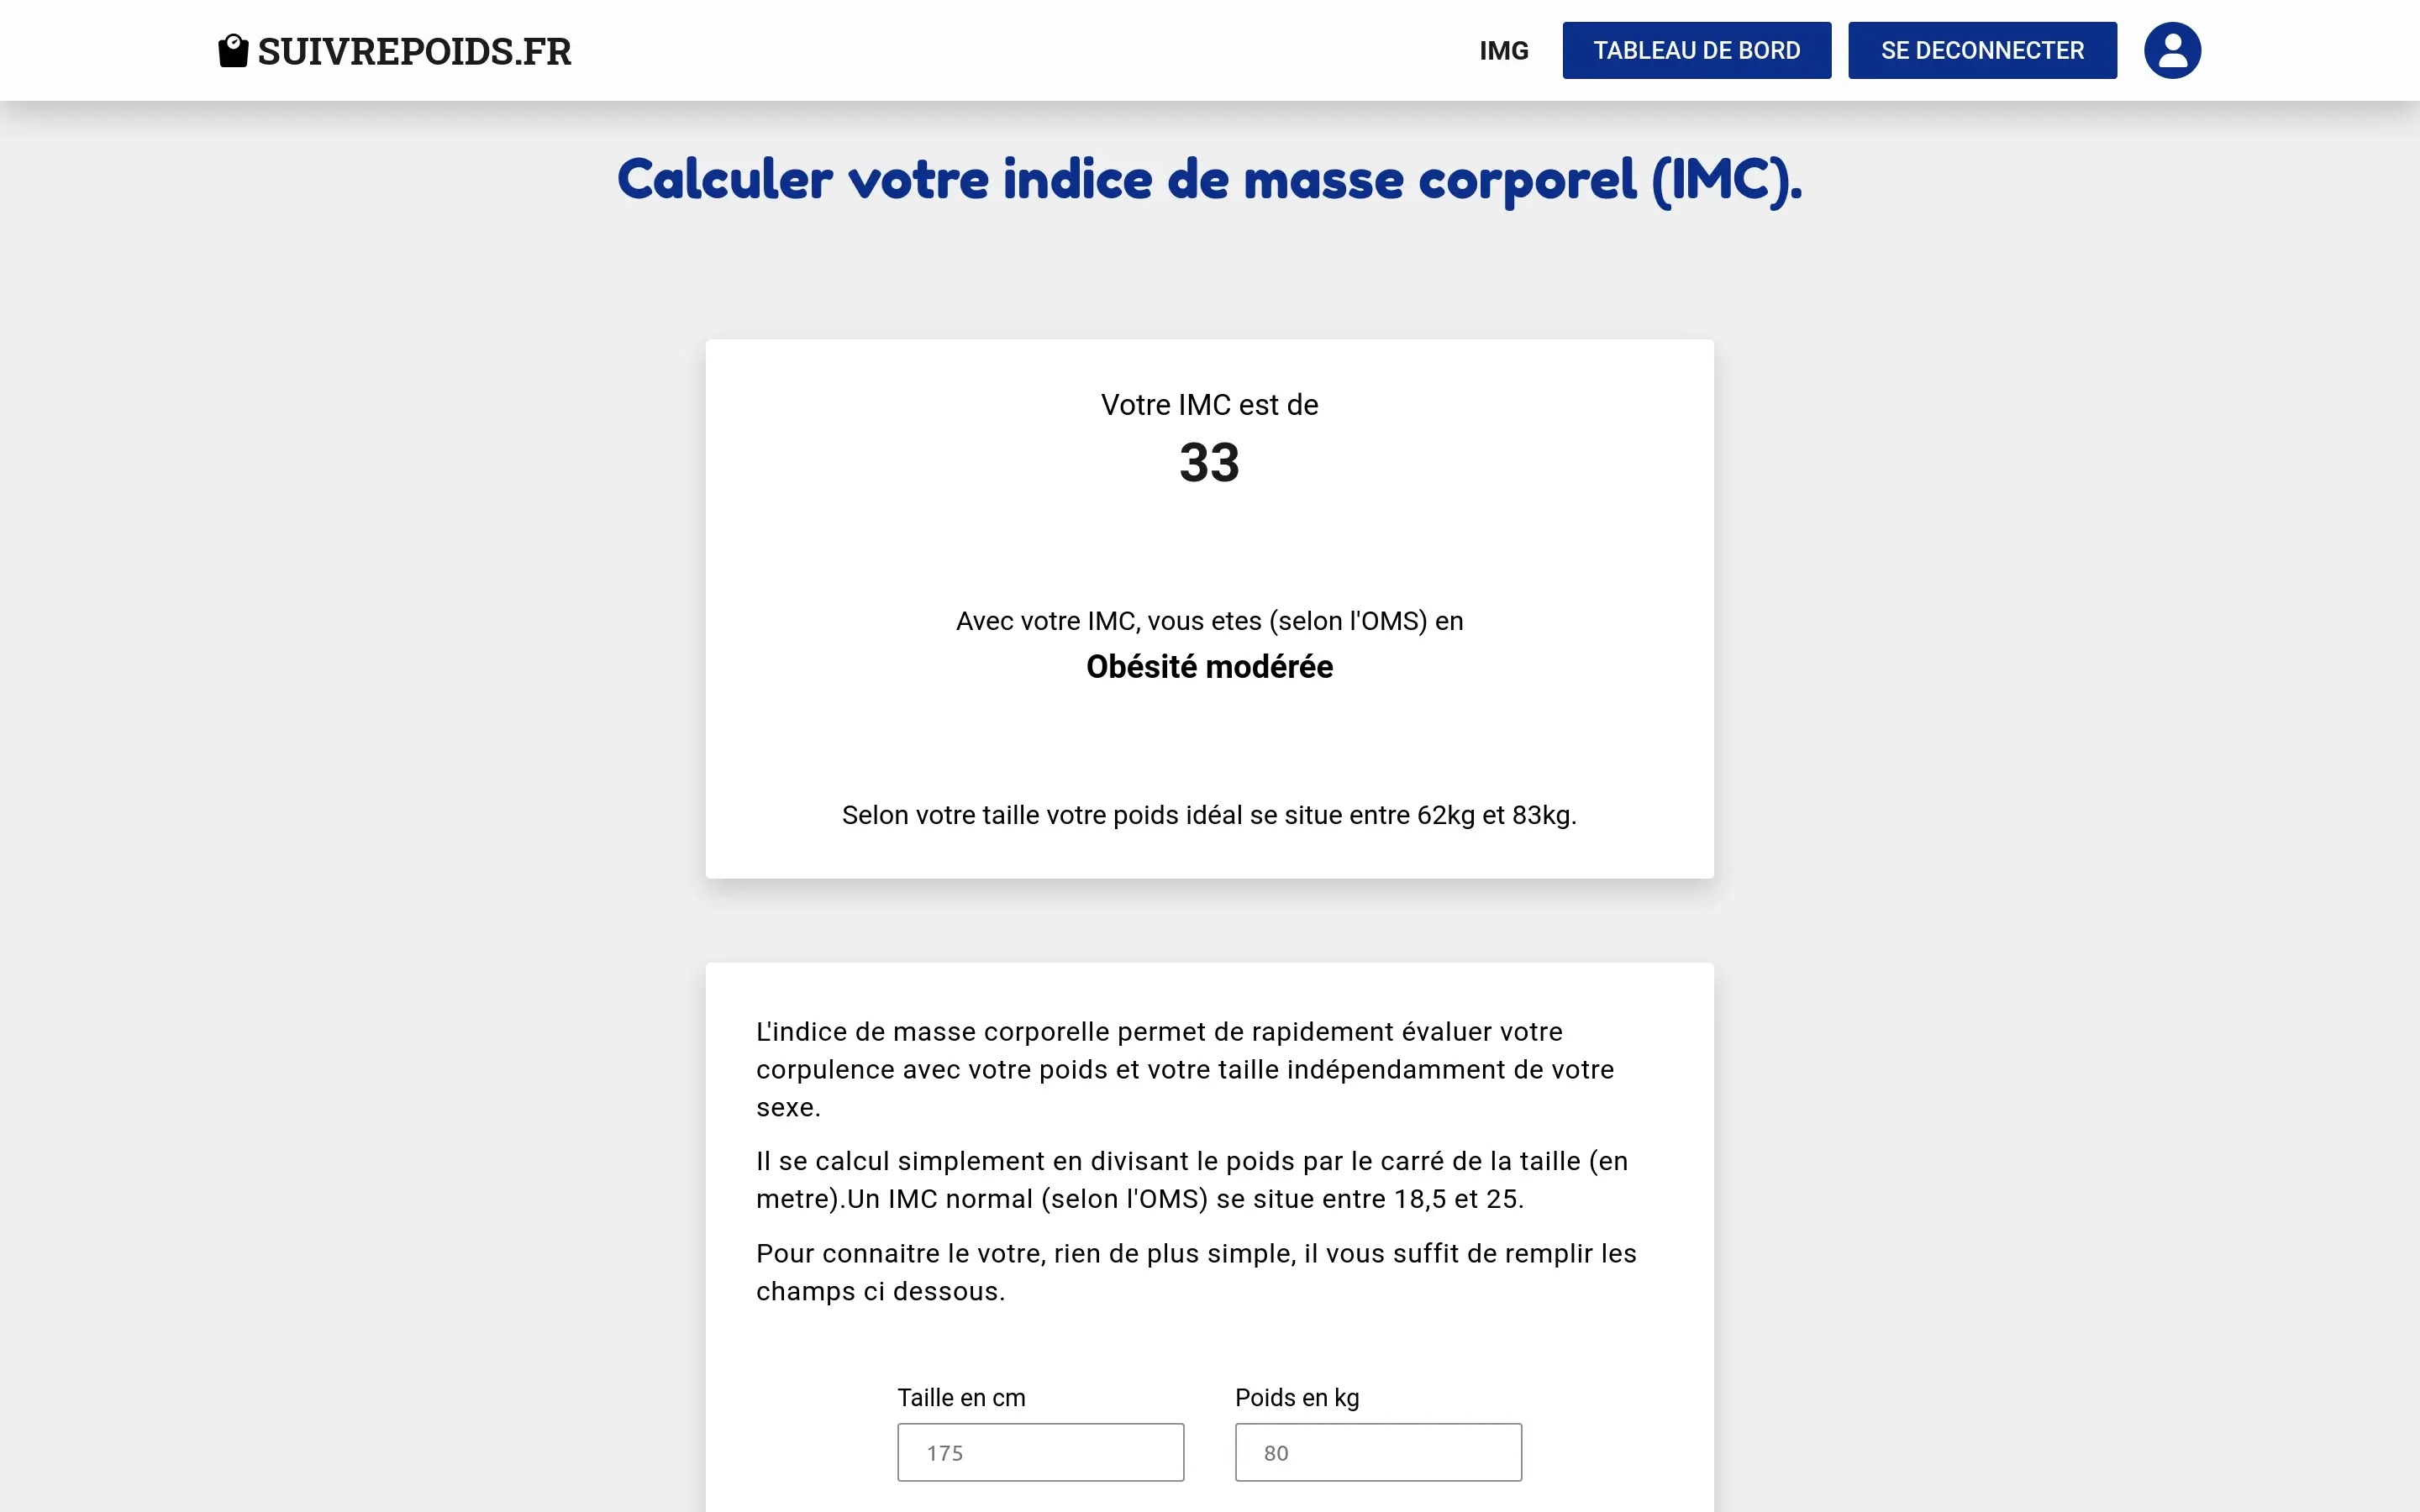 SUIVREPOIDS.FR
IMG
TABLEAU DE BORD
SE DECONNECTER
Calculer votre indice de masse corporel (IMC).
Votre IMC est de
33
Avec votre IMC, vous etes (selon l'OMS) en
Obésité modérée
Selon votre taille votre poids idéal se situe entre 62kg et 83kg.
L'indice de masse corporelle permet de rapidement évaluer votre
corpulence avec votre poids et votre taille indépendamment de votre
sexe.
Il se calcul simplement en divisant le poids par le carré de la taille (en
metre).Un IMC normal (selon l'OMS) se situe entre 18,5 et 25.
Pour connaitre le votre, rien de plus simple, il vous suffit de remplir les
champs ci dessous.
Taille en cm
Poids en kg
175
80